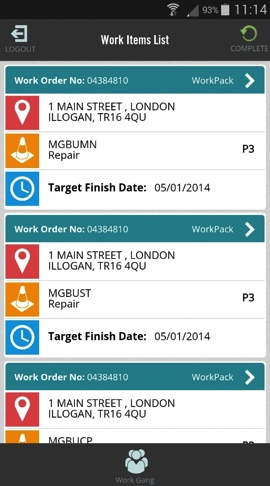 93% 11:14
LOGOUT
Work Items List
COMPLETE
Work Order No: 04384810 WorkPack
1 MAIN STREET , LONDON
ILLOGAN, TR16 4QU
MGBUMN
Repair
P3
Target Finish Date: 05/01/2014
Work Order No: 04384810 WorkPack
1 MAIN STREET , LONDON
ILLOGAN, TR16 4QU
MGBUST
Repair
P3
Target Finish Date: 05/01/2014
Work Order No: 04384810 WorkPack
1 MAIN STREET , LONDON
ILLOGAN, TR16 4QU
MGBUCP
P3
Work Gang